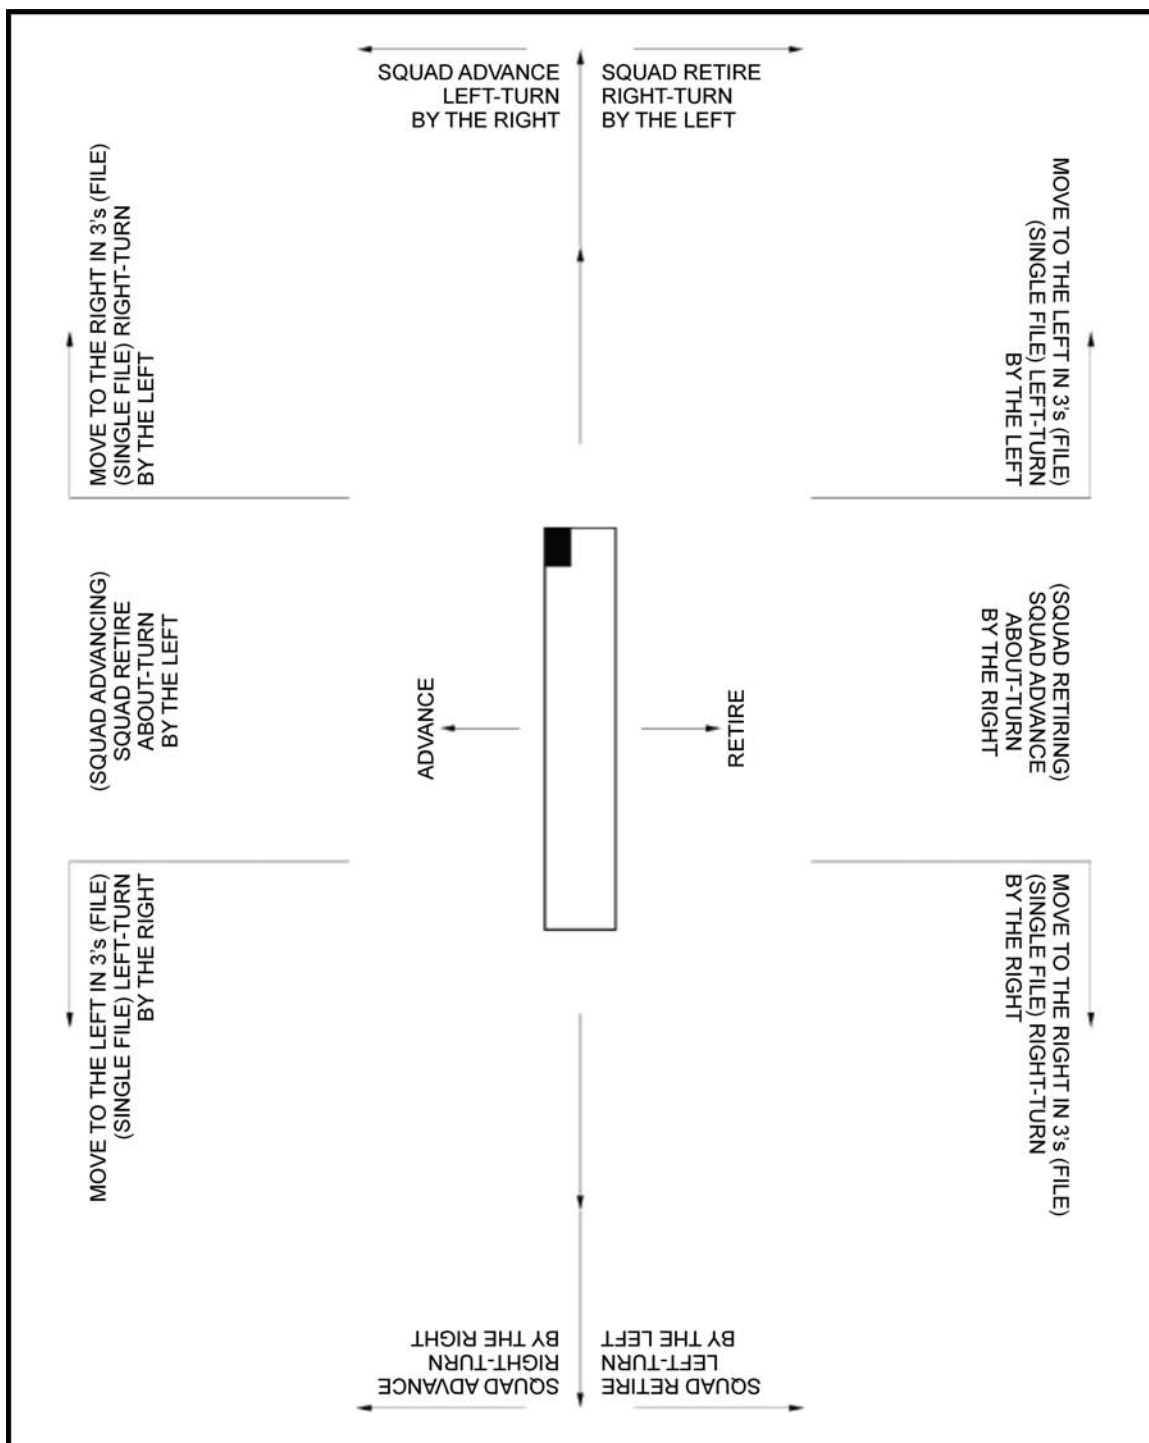 SQUAD ADVANCE
LEFT-TURN
BY THE RIGHT
SQUAD RETIRE
RIGHT-TURN
BY THE LEFT
MOVE TO THE RIGHT IN 3's (FILE)
(SINGLE FILE) RIGHT-TURN
BY THE LEFT
MOVE TO THE LEFT IN 3's (FILE)
(SINGLE FILE) LEFT-TURN
BY THE LEFT
(SQUAD ADVANCING)
SQUAD RETIRE
ABOUT-TURN
BY THE LEFT
ADVANCE
RETIRE
(SQUAD RETIRING)
SQUAD ADVANCE
ABOUT-TURN
BY THE RIGHT
MOVE TO THE LEFT IN 3's (FILE)
(SINGLE FILE) LEFT-TURN
BY THE RIGHT
MOVE TO THE RIGHT IN 3's (FILE)
(SINGLE FILE) RIGHT-TURN
BY THE RIGHT
SQUAD ADVANCE
RIGHT-TURN
BY THE RIGHT
SQUAD RETIRE
LEFT-TURN
BY THE LEFT